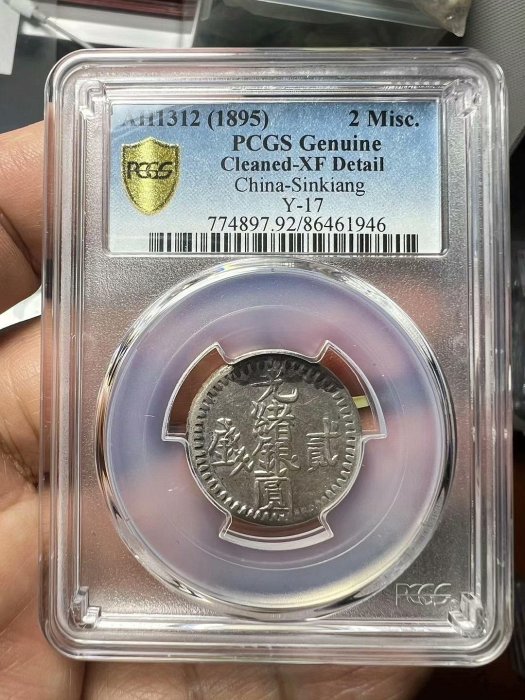 AH1312 (1895) 2 Misc.
PCGS Genuine
Cleaned-XF Detail
China-Sinkiang
Y-17
774897.92/86461946
PCGS
光緒銀圓
貳
錢
PCGS